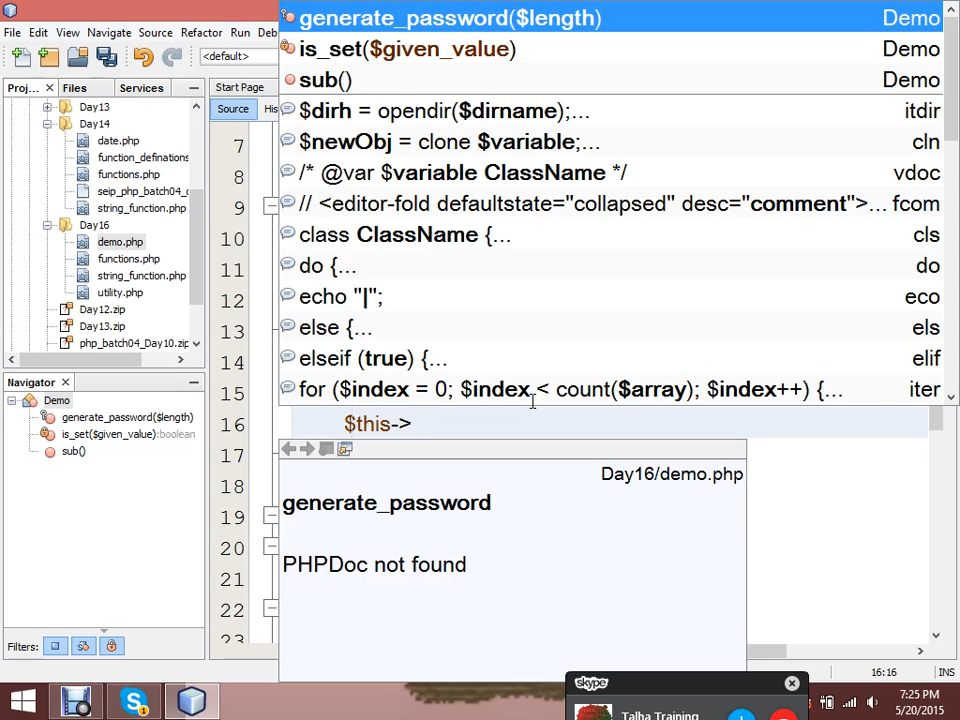 File Edit View Navigate Source Refactor Run Deb
<default>
Proj... Files Services
Day13
Day14
date.php
function_definations
functions.php
seip_php_batch04_
string_function.php
Day16
demo.php
functions.php
string_function.php
utility.php
Day12.zip
Day13.zip
php_batch04_Day10.zip
Navigator
Demo
generate_password($length)
is_set($given_value):boolean
sub()
Filters:
Start Page
Source His
generate_password($length) Demo
is_set($given_value) Demo
sub() Demo
$dirh = opendir($dirname);... itdir
$newObj = clone $variable;... cln
/* @var $variable ClassName */ vdoc
// <editor-fold defaultstate="collapsed" desc="comment">... fcom
class ClassName {... cls
do {... do
echo "|"; eco
else {... els
elseif (true) {... elif
for ($index = 0; $index < count($array); $index++) {... iter
7
8
9
10
11
12
13
14
15
16 $this->
17
18
19
20
21
22
23
Day16/demo.php
generate_password
PHPDoc not found
16:16 INS
skype
Talha Training
7:25 PM
5/20/2015